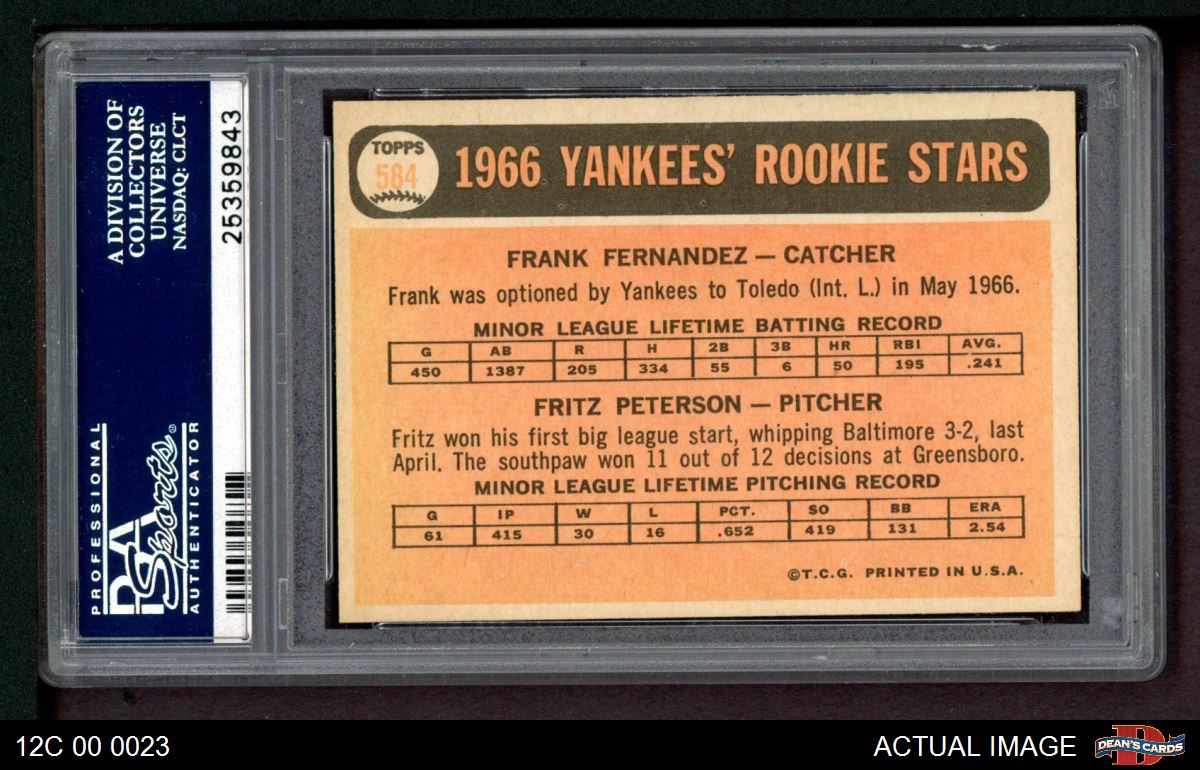 A DIVISION OF
COLLECTORS
UNIVERSE
NASDAQ: CLCT
25359843
PROFESSIONAL
PSA
Sports®
AUTHENTICATOR
TOPPS
584
1966 YANKEES' ROOKIE STARS
FRANK FERNANDEZ — CATCHER
Frank was optioned by Yankees to Toledo (Int. L.) in May 1966.
MINOR LEAGUE LIFETIME BATTING RECORD
G AB R H 2B 3B HR RBI AVG.
450 1387 205 334 55 6 50 195 .241
FRITZ PETERSON — PITCHER
Fritz won his first big league start, whipping Baltimore 3-2, last
April. The southpaw won 11 out of 12 decisions at Greensboro.
MINOR LEAGUE LIFETIME PITCHING RECORD
G IP W L PCT. SO BB ERA
61 415 30 16 .652 419 131 2.54
©T.C.G. PRINTED IN U.S.A.
12C 00 0023
ACTUAL IMAGE
D
DEAN'S CARDS